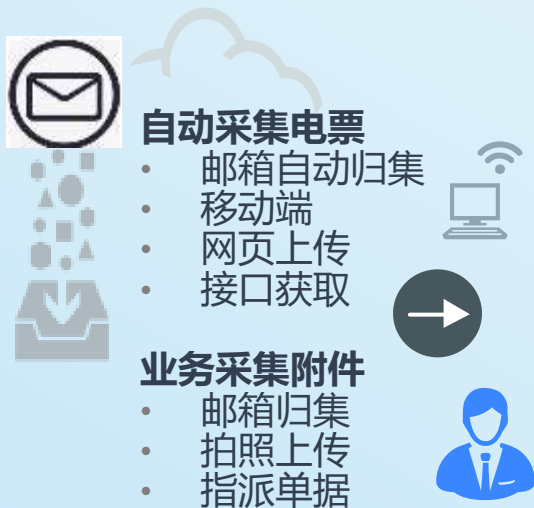 自动采集电票
• 邮箱自动归集
• 移动端
• 网页上传
• 接口获取
业务采集附件
• 邮箱归集
• 拍照上传
• 指派单据